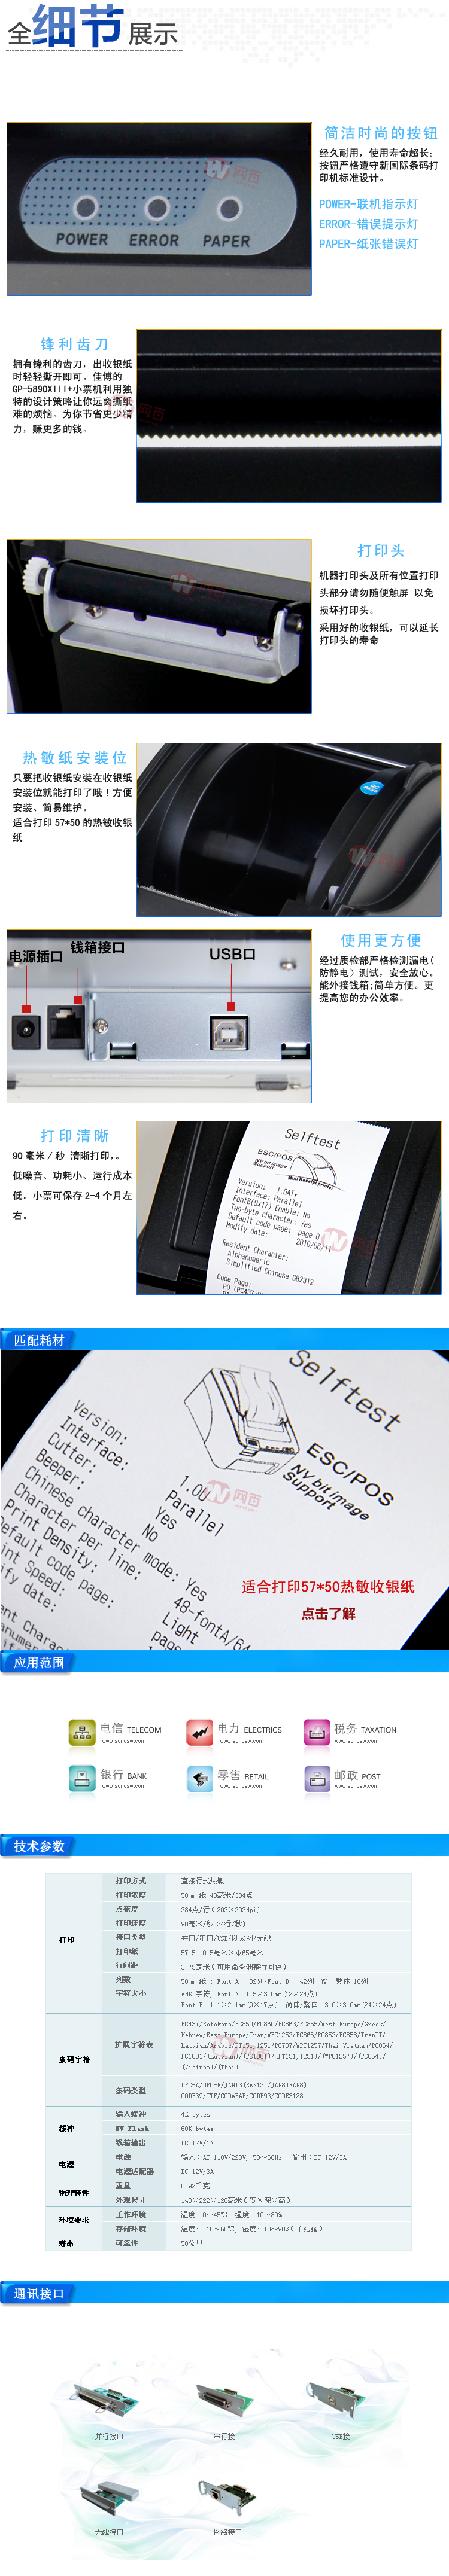 全细节展示
简洁时尚的按钮
经久耐用，使用寿命超长；
按钮严格遵守新国际条码打
印机标准设计。
POWER-联机指示灯
ERROR-错误提示灯
PAPER-纸张错误灯
POWER ERROR PAPER
锋利齿刀
拥有锋利的齿刀，出收银纸
时轻轻撕开即可。佳博的
GP-5890XIII+小票机利用独
特的设计策略让你远离撕纸
难的烦恼。为你节省更少精
力，赚更多的钱。
打印头
机器打印头及所有位置打印
头部分请勿随便触屏 以免
损坏打印头。
采用好的收银纸，可以延长
打印头的寿命
热敏纸安装位
只要把收银纸安装在收银纸
安装位就能打印了哦！方便
安装、简易维护。
适合打印 57*50 的热敏收银
纸
电源插口
钱箱接口
USB口
使用更方便
经过质检部严格检测漏电(
防静电）测试，安全放心。
能外接钱箱;简单方便。更
提高您的办公效率。
打印清晰
90 毫米 / 秒 清晰打印，。
低噪音、功耗小、运行成本
低。小票可保存 2-4 个月左
右。
Selftest
ESC/POS
NV bit image
Support
Mini Receipt printer
Version: 1.6A1+
Interface: Parallel
FontB(9x17) Enable: No
Two-byte character: Yes
Default code page: page 0
Modify date: 2010/08/11
Resident Character:
Alphanumeric
Simplified Chinese GB2312
Code Page:
匹配耗材
Selftest
ESC/POS
NV bit image
Support
Version: 1.00
Interface: Parallel
Cutter: Yes
Beeper: No
Chinese character mode: Yes
Character per line: 48-fontA/64
Print Density: Light
Default code page: page
适合打印57*50热敏收银纸
点击了解
网百
应用范围
电信 TELECOM
www.zuncze.com
电力 ELECTRICS
www.zuncze.com
税务 TAXATION
www.zuncze.com
银行 BANK
www.zuncze.com
零售 RETAIL
www.zuncze.com
邮政 POST
www.zuncze.com
技术参数
打印
打印方式 直接行式热敏
打印宽度 58mm 纸:48毫米/384点
点密度 384点/行(203×203dpi)
打印速度 90毫米/秒(24行/秒)
接口类型 并口/串口/USB/以太网/无线
打印纸 57.5±0.5毫米×φ65毫米
行间距 3.75毫米(可用命令调整行间距)
列数 58mm 纸 : Font A - 32列/Font B - 42列 简、繁体-16列
字符大小 ANK 字符, Font A: 1.5×3.0mm(12×24点)
Font B: 1.1×2.1mm(9×17点) 简体/繁体: 3.0×3.0mm(24×24点)
条码字符
扩展字符表 PC437/Katakana/PC850/PC860/PC863/PC865/West Europe/Greek/
Hebrew/East Europe/Iran/WPC1252/PC866/PC852/PC858/IranII/
Latvian/Arabic/PT151,1251/PC737/WPC1257/Thai Vietnam/PC864/
PC1001/(Latvian)/(PC1001)/(PT151,1251)/(WPC1257)/(PC864)/
(Vietnam)/(Thai)
条码类型 UPC-A/UPC-E/JAN13(EAN13)/JAN8(EAN8)
CODE39/ITF/CODABAR/CODE93/CODE3128
缓冲
输入缓冲 4K bytes
NV Flash 60K bytes
钱箱输出 DC 12V/1A
电源
电源 输入:AC 110V/220V, 50~60Hz 输出:DC 12V/3A
电源适配器 DC 12V/3A
物理特性
重量 0.92千克
外观尺寸 140×222×120毫米(宽×深×高)
环境要求
工作环境 温度: 0~45℃, 湿度: 10~80%
存储环境 温度: -10~60℃, 湿度: 10~90%(不结露)
寿命 可靠性 50公里
通讯接口
并行接口
串行接口
USB接口
无线接口
网络接口